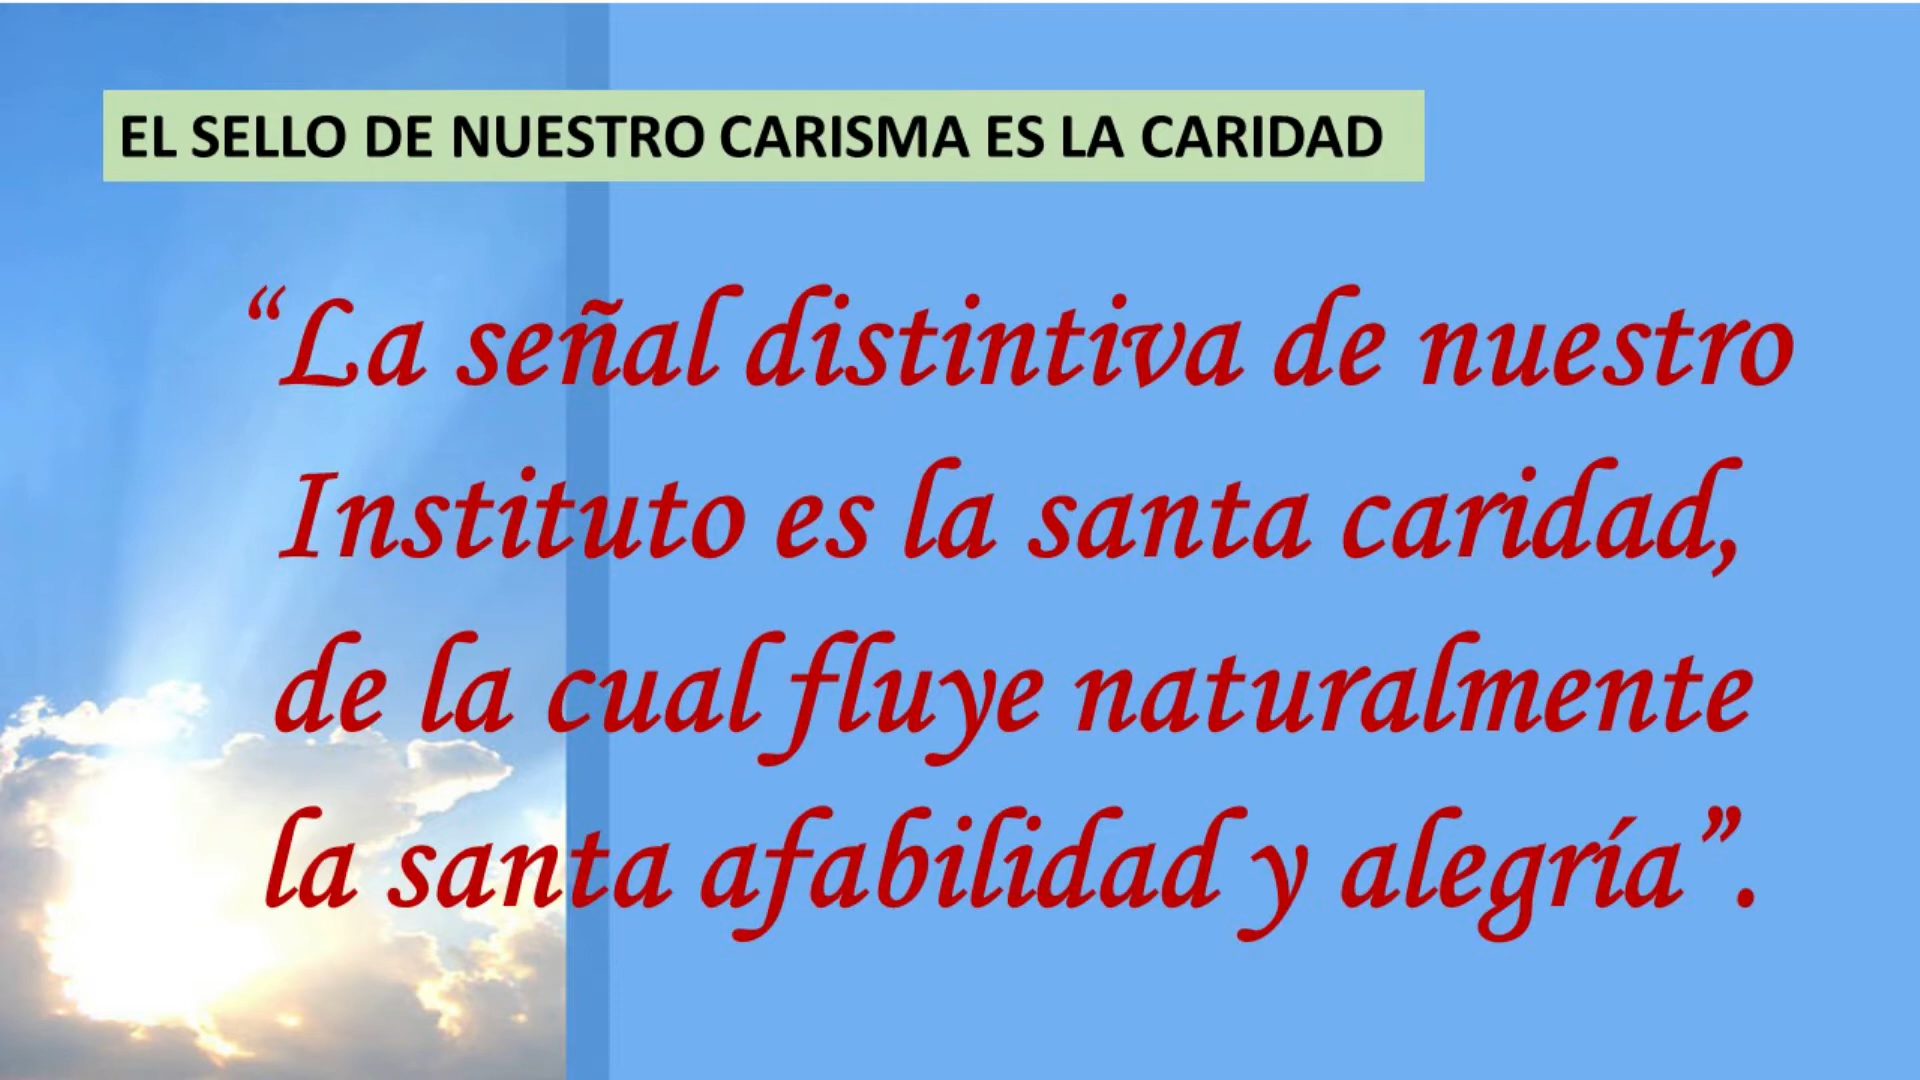 EL SELLO DE NUESTRO CARISMA ES LA CARIDAD
“La señal distintiva de nuestro
Instituto es la santa caridad,
de la cual fluye naturalmente
la santa afabilidad y alegría”.